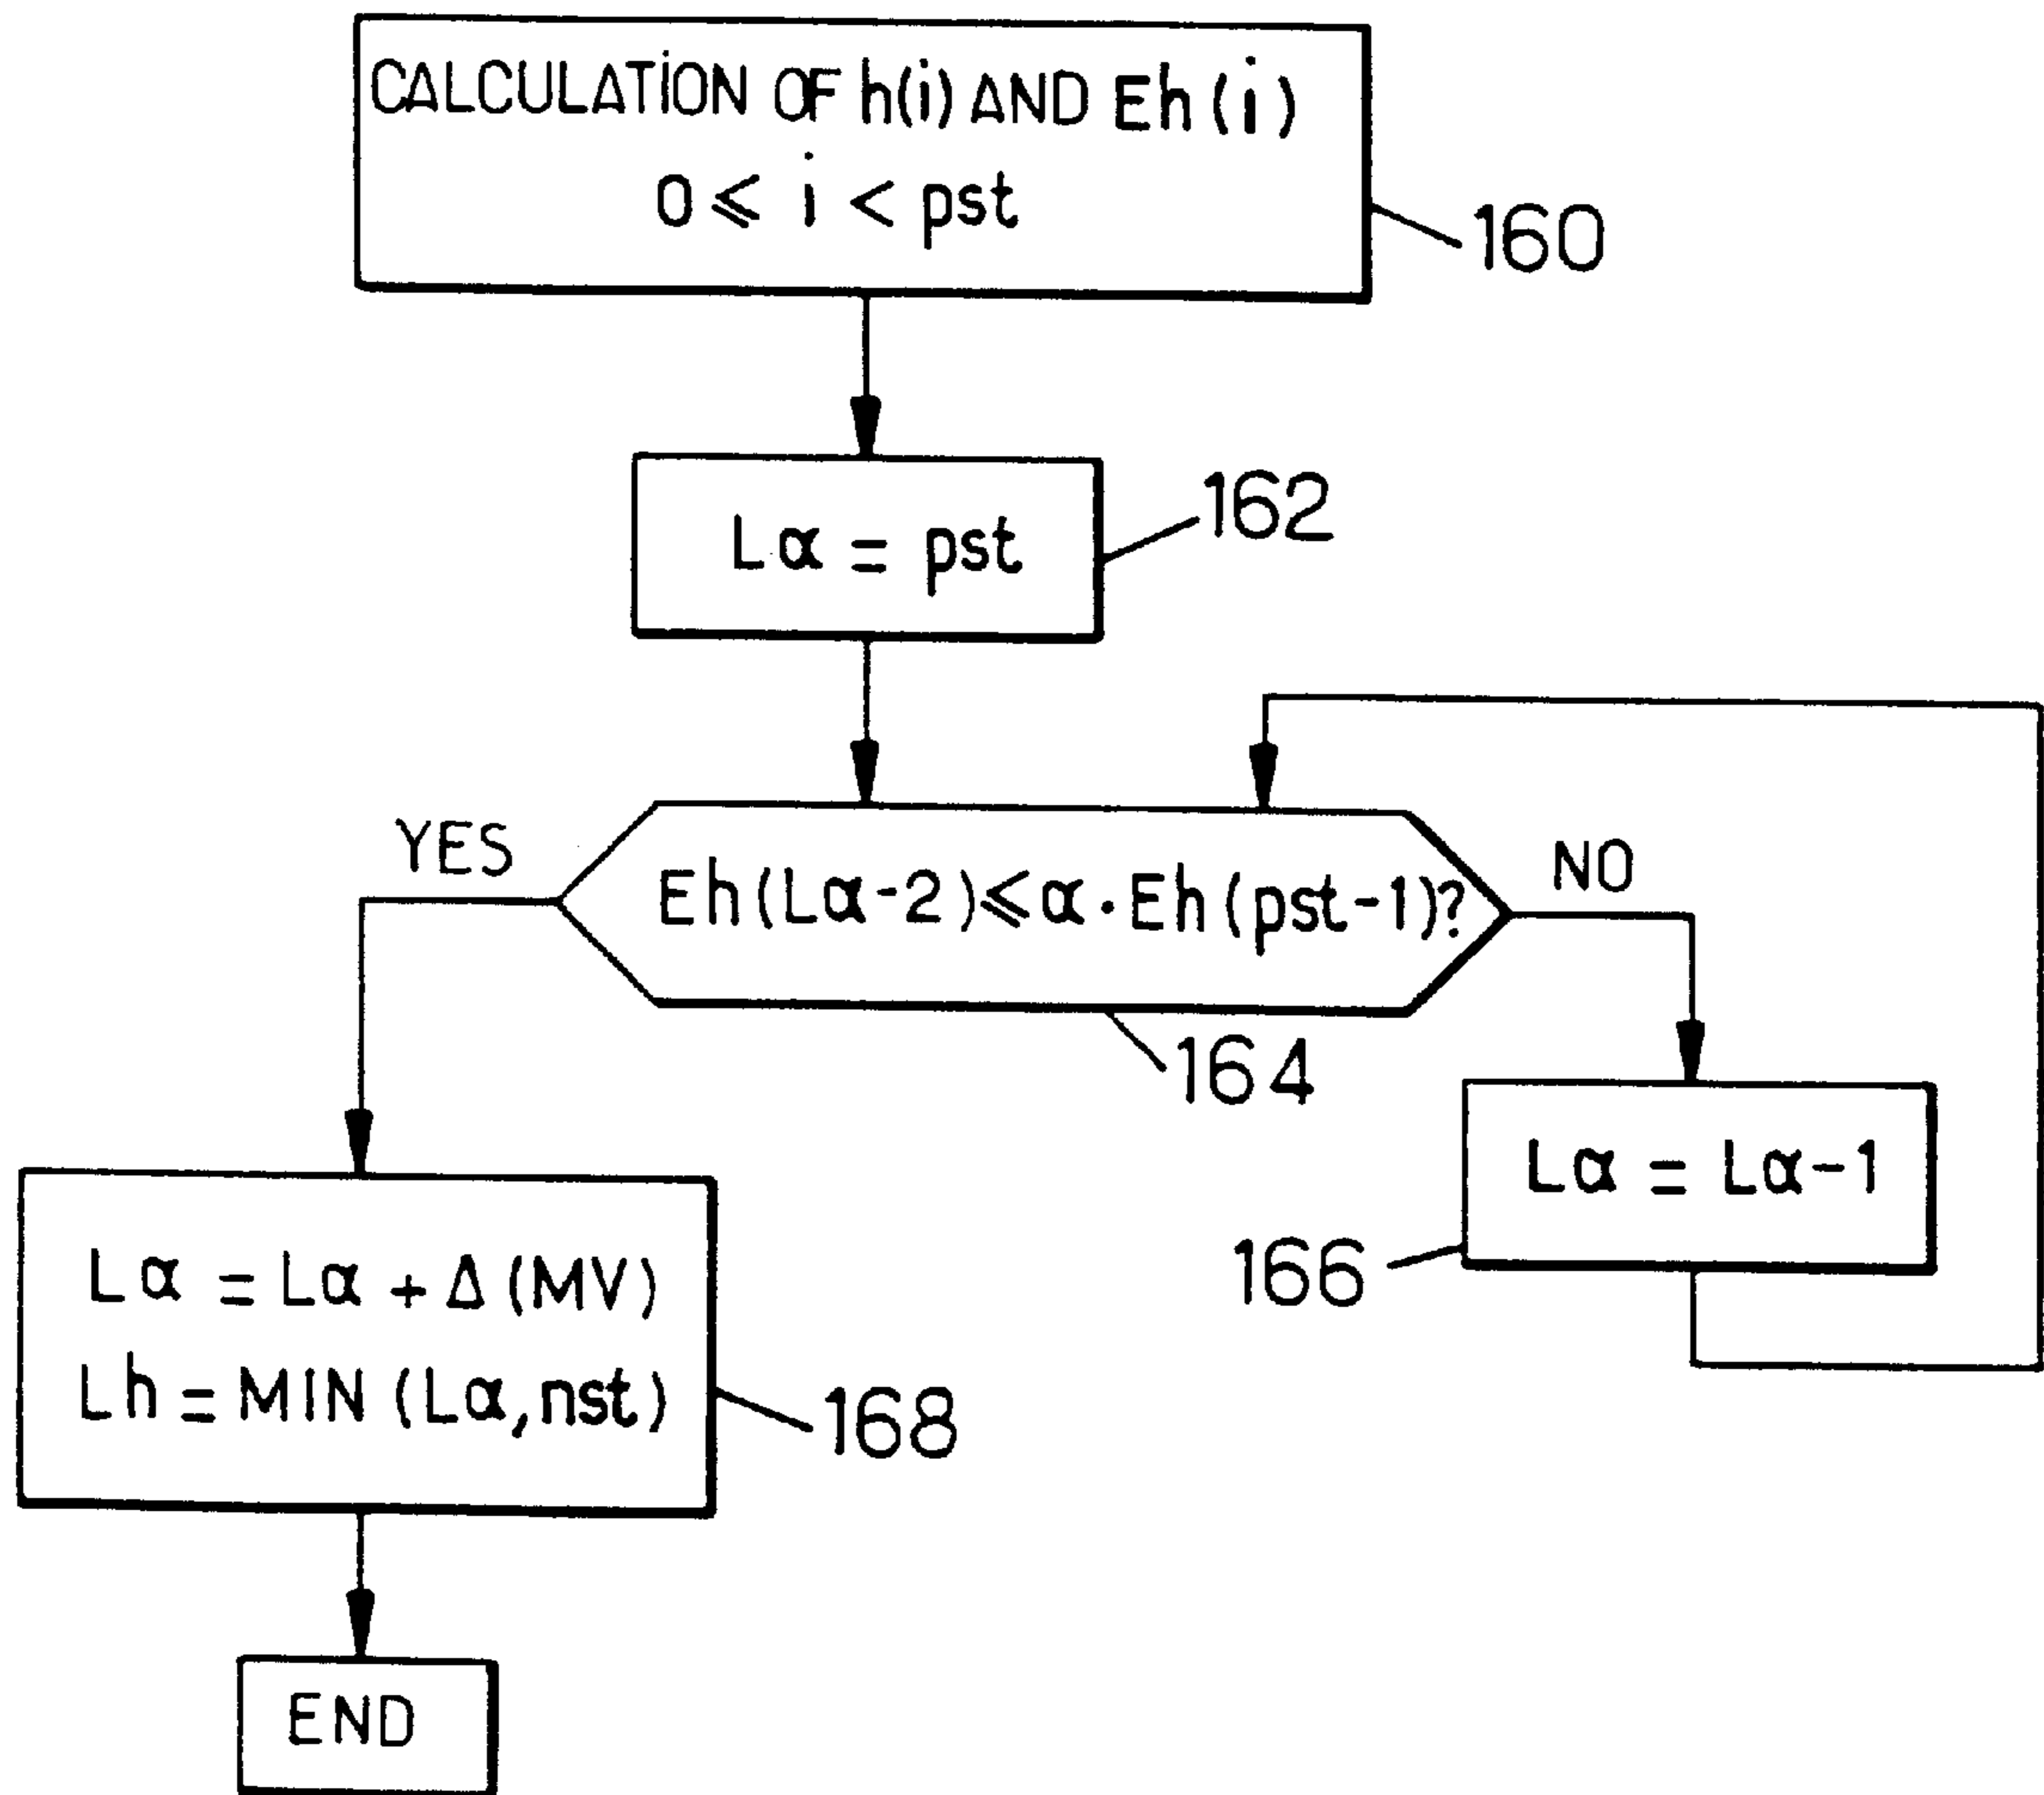 CALCULATION OF h(i) AND Eh(i)
0 ⩽ i < pst
160
Lα = pst
162
YES
Eh(Lα-2)⩽α·Eh(pst-1)?
NO
164
Lα = Lα-1
166
Lα = Lα + Δ(MV)
Lh = MIN(Lα,nst)
168
END